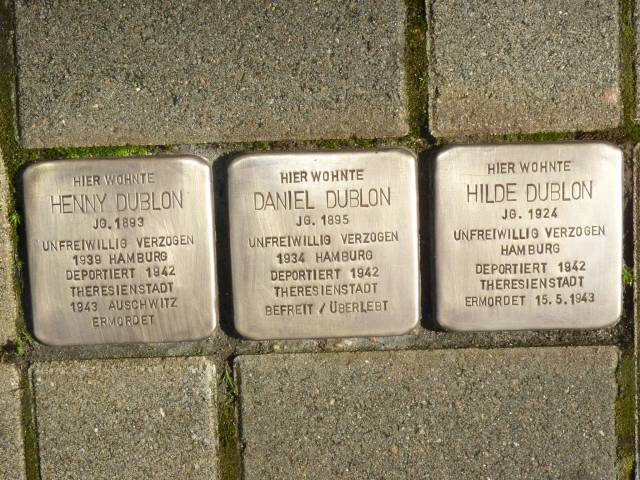 HIER WOHNTE
HENNY DUBLON
JG. 1893
UNFREIWILLIG VERZOGEN
1939 HAMBURG
DEPORTIERT 1942
THERESIENSTADT
1943 AUSCHWITZ
ERMORDET
HIER WOHNTE
DANIEL DUBLON
JG. 1895
UNFREIWILLIG VERZOGEN
1934 HAMBURG
DEPORTIERT 1942
THERESIENSTADT
BEFREIT / ÜBERLEBT
HIER WOHNTE
HILDE DUBLON
JG. 1924
UNFREIWILLIG VERZOGEN
HAMBURG
DEPORTIERT 1942
THERESIENSTADT
ERMORDET 15.5.1943